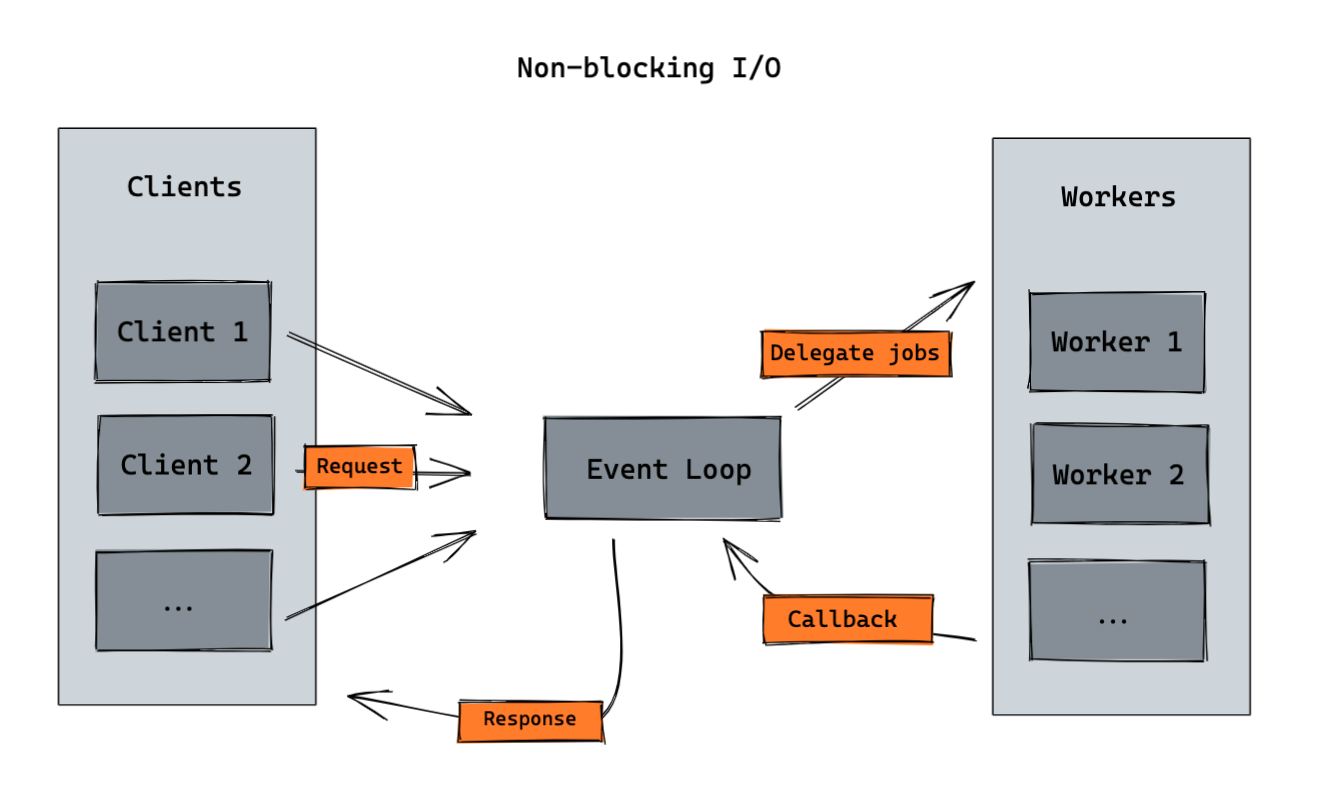 Non-blocking I/O
Clients
Client 1
Client 2
...
Request
Event Loop
Delegate jobs
Callback
Response
Workers
Worker 1
Worker 2
...